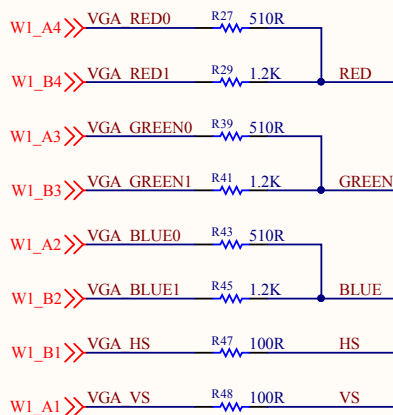 W1_A4 VGA_RED0 R27 510R
W1_B4 VGA_RED1 R29 1.2K RED
W1_A3 VGA_GREEN0 R39 510R
W1_B3 VGA_GREEN1 R41 1.2K GREEN
W1_A2 VGA_BLUE0 R43 510R
W1_B2 VGA_BLUE1 R45 1.2K BLUE
W1_B1 VGA_HS R47 100R HS
W1_A1 VGA_VS R48 100R VS